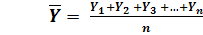 Y̅ = (Y₁+Y₂+Y₃+...+Yₙ)/n